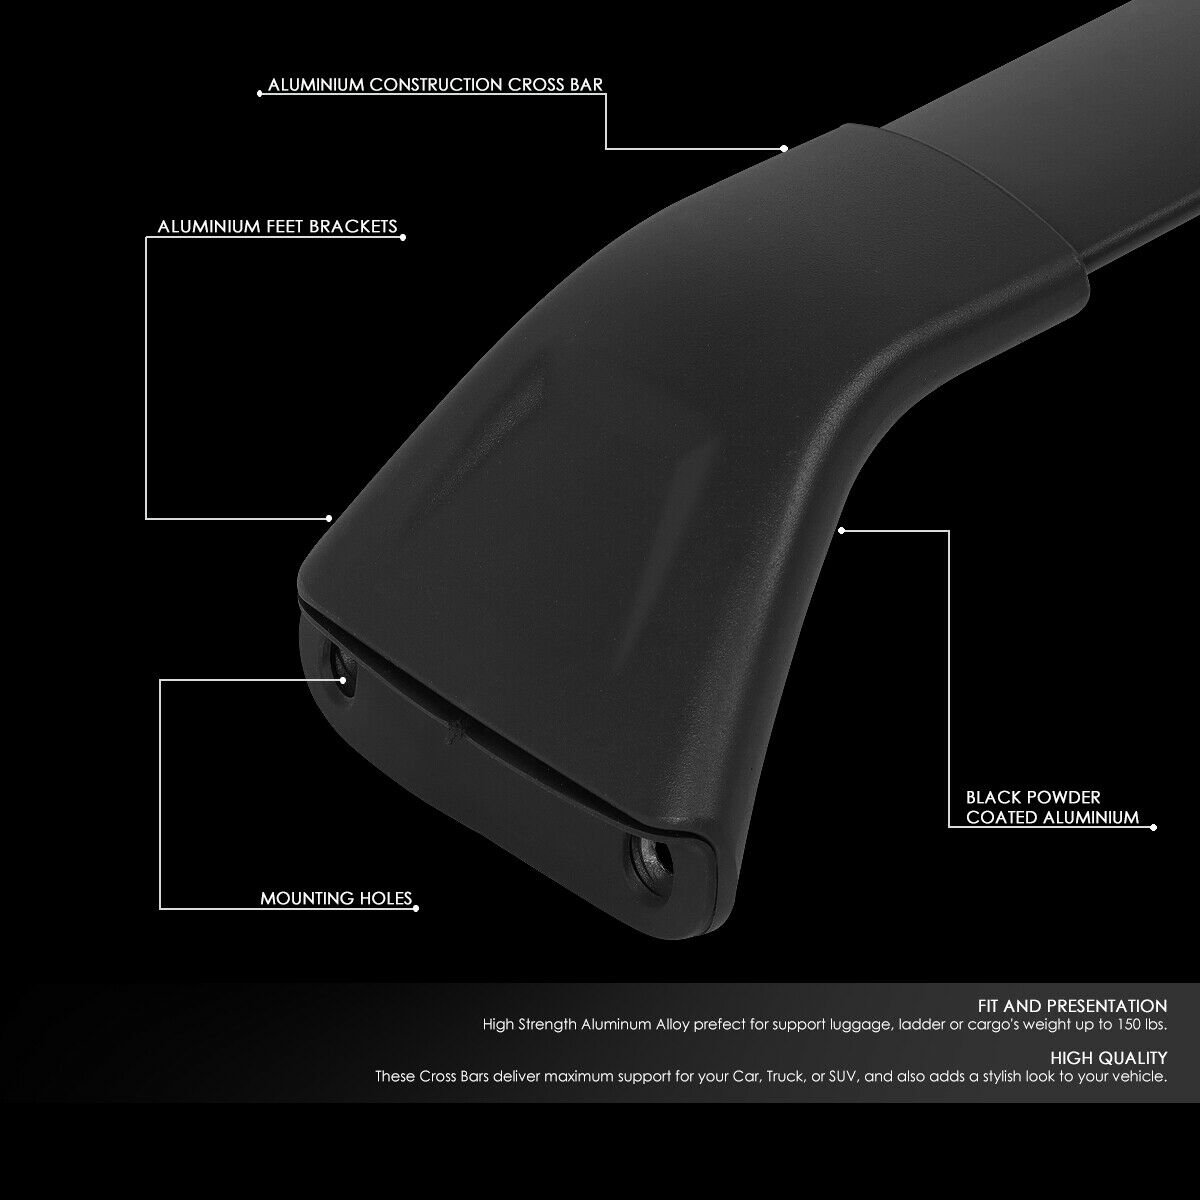 ALUMINIUM CONSTRUCTION CROSS BAR
ALUMINIUM FEET BRACKETS
BLACK POWDER
COATED ALUMINIUM
MOUNTING HOLES
FIT AND PRESENTATION
High Strength Aluminum Alloy prefect for support luggage, ladder or cargo's weight up to 150 lbs.
HIGH QUALITY
These Cross Bars deliver maximum support for your Car, Truck, or SUV, and also adds a stylish look to your vehicle.